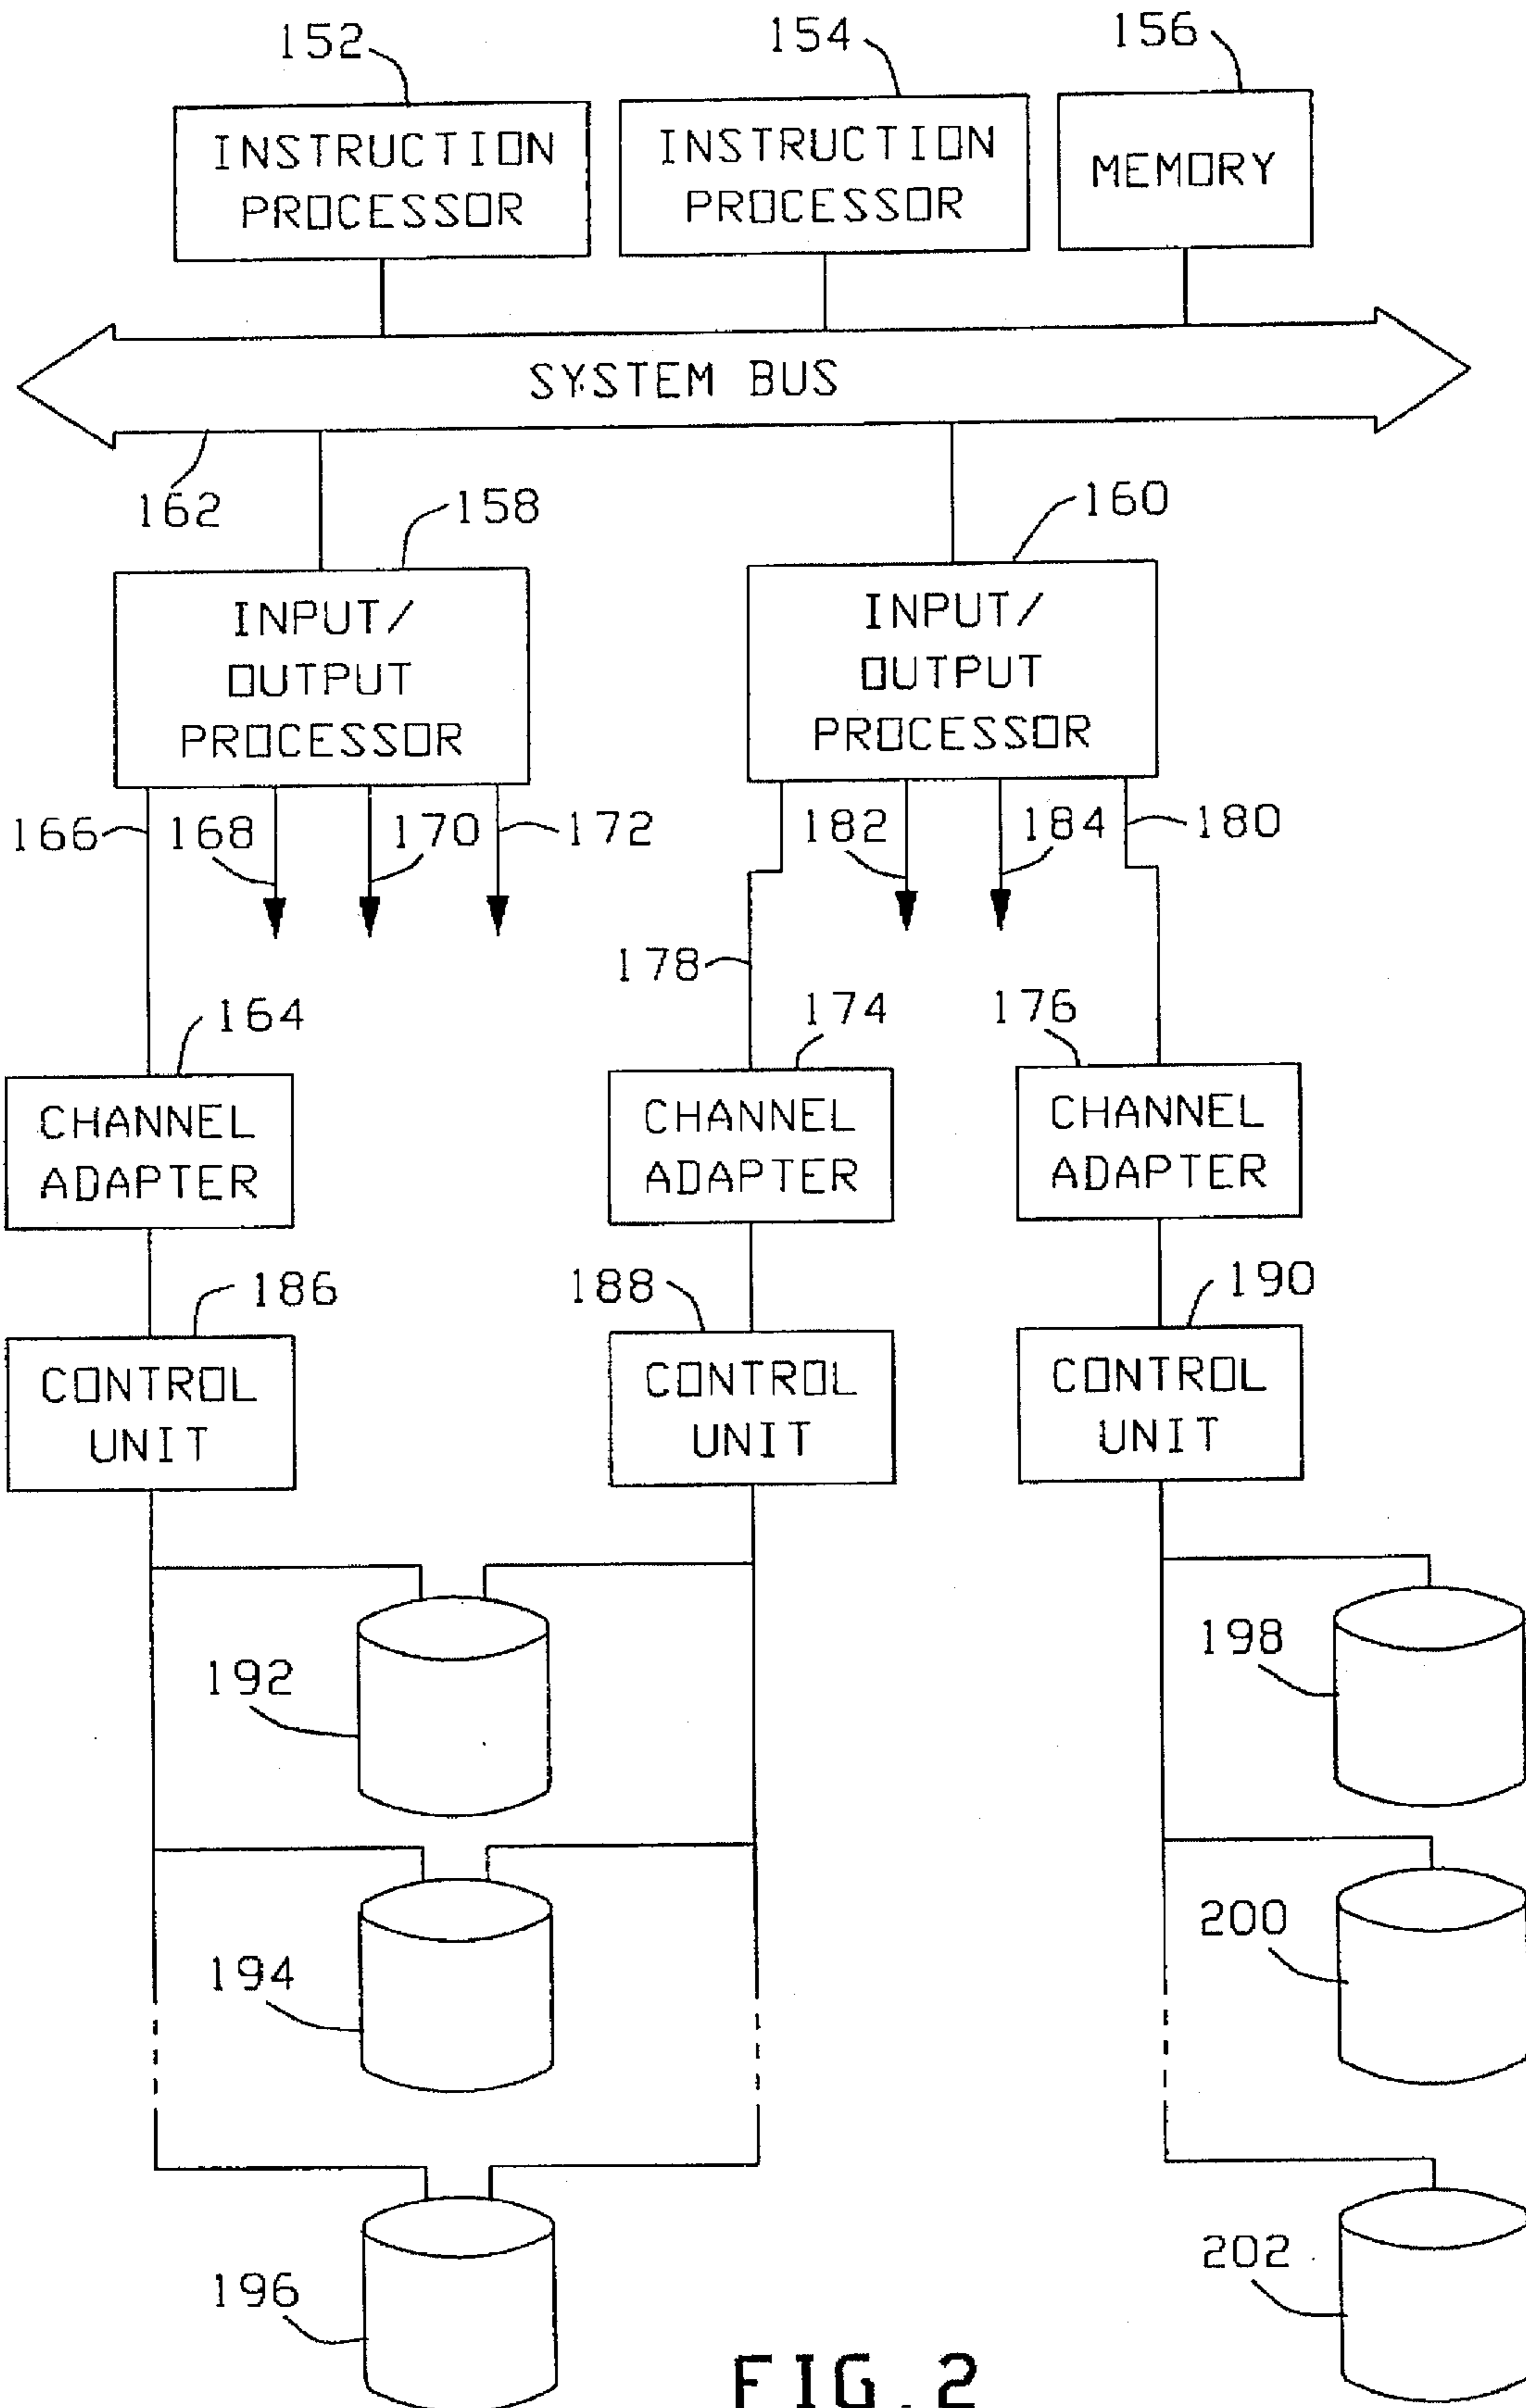 152
154
156
INSTRUCTION
PROCESSOR
INSTRUCTION
PROCESSOR
MEMORY
SYSTEM BUS
162
158
160
INPUT/
OUTPUT
PROCESSOR
INPUT/
OUTPUT
PROCESSOR
166
168
170
172
182
184
180
178
164
174
176
CHANNEL
ADAPTER
CHANNEL
ADAPTER
CHANNEL
ADAPTER
186
188
190
CONTROL
UNIT
CONTROL
UNIT
CONTROL
UNIT
192
198
194
200
196
202
FIG. 2